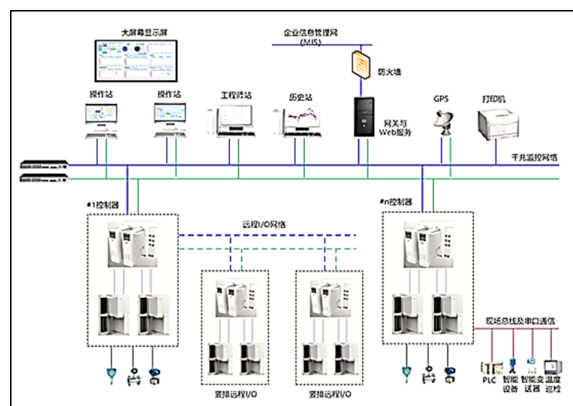 大屏幕显示屏
企业信息管理网
(MIS)
防火墙
操作站
操作站
工程师站
历史站
网关与
Web服务
GPS
打印机
千兆监控网络
#1控制器
远程I/O网络
#n控制器
现场总线及串口通信
竖排远程I/O
竖排远程I/O
PLC
智能
设备
智能变
送器
温度
巡检